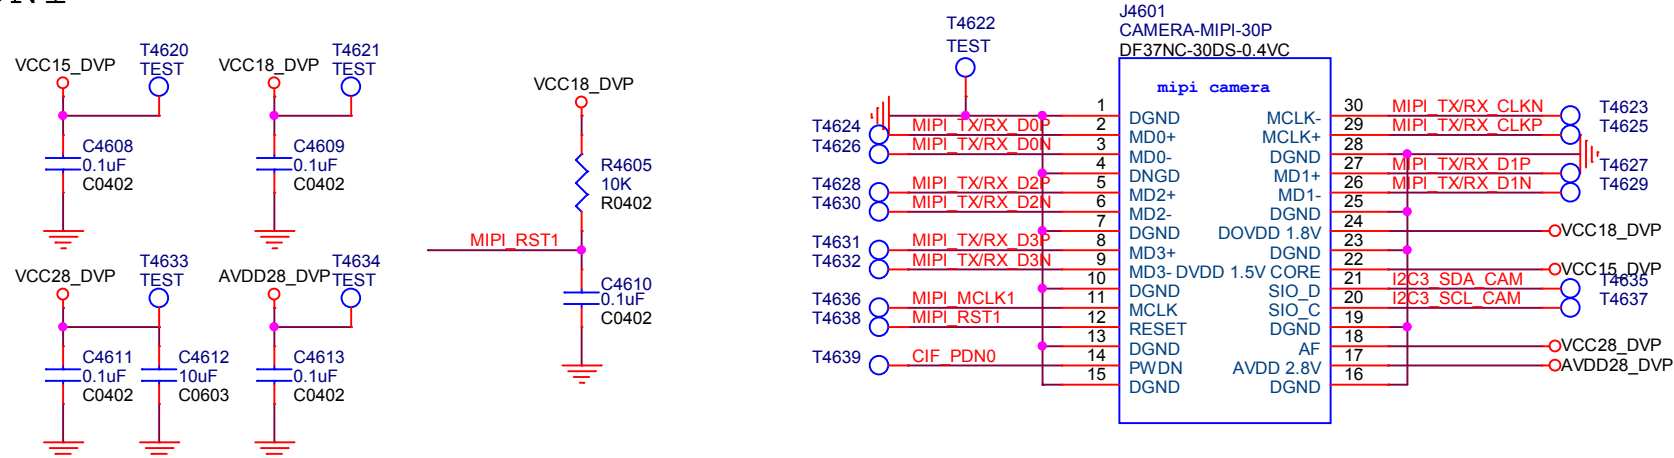 VCC15_DVP
T4620
TEST
C4608
0.1uF
C0402
VCC18_DVP
T4621
TEST
C4609
0.1uF
C0402
VCC28_DVP
T4633
TEST
C4611
0.1uF
C0402
C4612
10uF
C0603
AVDD28_DVP
T4634
TEST
C4613
0.1uF
C0402
VCC18_DVP
R4605
10K
R0402
MIPI_RST1
C4610
0.1uF
C0402
T4622
TEST
J4601
CAMERA-MIPI-30P
DF37NC-30DS-0.4VC
mipi camera
1 DGND
T4624 MIPI_TX/RX_D0P 2 MD0+
T4626 MIPI_TX/RX_D0N 3 MD0-
4 DNGD
T4628 MIPI_TX/RX_D2P 5 MD2+
T4630 MIPI_TX/RX_D2N 6 MD2-
7 DGND
T4631 MIPI_TX/RX_D3P 8 MD3+
T4632 MIPI_TX/RX_D3N 9 MD3-
10 DGND
T4636 MIPI_MCLK1 11 MCLK
T4638 MIPI_RST1 12 RESET
13 DGND
T4639 CIF_PDN0 14 PWDN
15 DGND
MCLK- 30 MIPI_TX/RX_CLKN T4623
MCLK+ 29 MIPI_TX/RX_CLKP T4625
DGND 28
MD1+ 27 MIPI_TX/RX_D1P T4627
MD1- 26 MIPI_TX/RX_D1N T4629
DGND 25
DOVDD 1.8V 24 VCC18_DVP
DGND 23
DVDD 1.5V CORE 22 VCC15_DVP
SIO_D 21 I2C3_SDA_CAM T4635
SIO_C 20 I2C3_SCL_CAM T4637
DGND 19
AF 18 VCC28_DVP
AVDD 2.8V 17 AVDD28_DVP
DGND 16